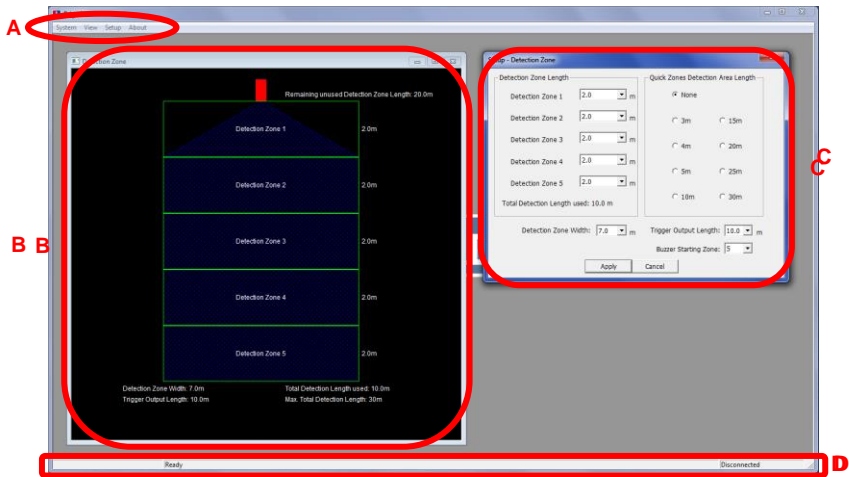 A
System View Setup About
Detection Zone
Remaining unused Detection Zone Length: 20.0m
Detection Zone 1 2.0m
Detection Zone 2 2.0m
Detection Zone 3 2.0m
Detection Zone 4 2.0m
Detection Zone 5 2.0m
Detection Zone Width: 7.0m Total Detection Length used: 10.0m
Trigger Output Length: 10.0m Max. Total Detection Length: 30m
B B
Setup - Detection Zone
Detection Zone Length
Detection Zone 1 2.0 m
Detection Zone 2 2.0 m
Detection Zone 3 2.0 m
Detection Zone 4 2.0 m
Detection Zone 5 2.0 m
Total Detection Length used: 10.0 m
Quick Zones Detection Area Length
None
3m 15m
4m 20m
5m 25m
10m 30m
Detection Zone Width: 7.0 m Trigger Output Length: 10.0 m
Buzzer Starting Zone: 5
Apply Cancel
C
C
Ready Disconnected
D